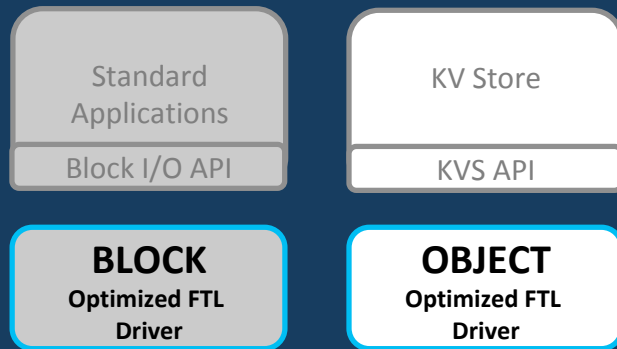 Standard
Applications
Block I/O API
KV Store
KVS API
BLOCK
Optimized FTL
Driver
OBJECT
Optimized FTL
Driver